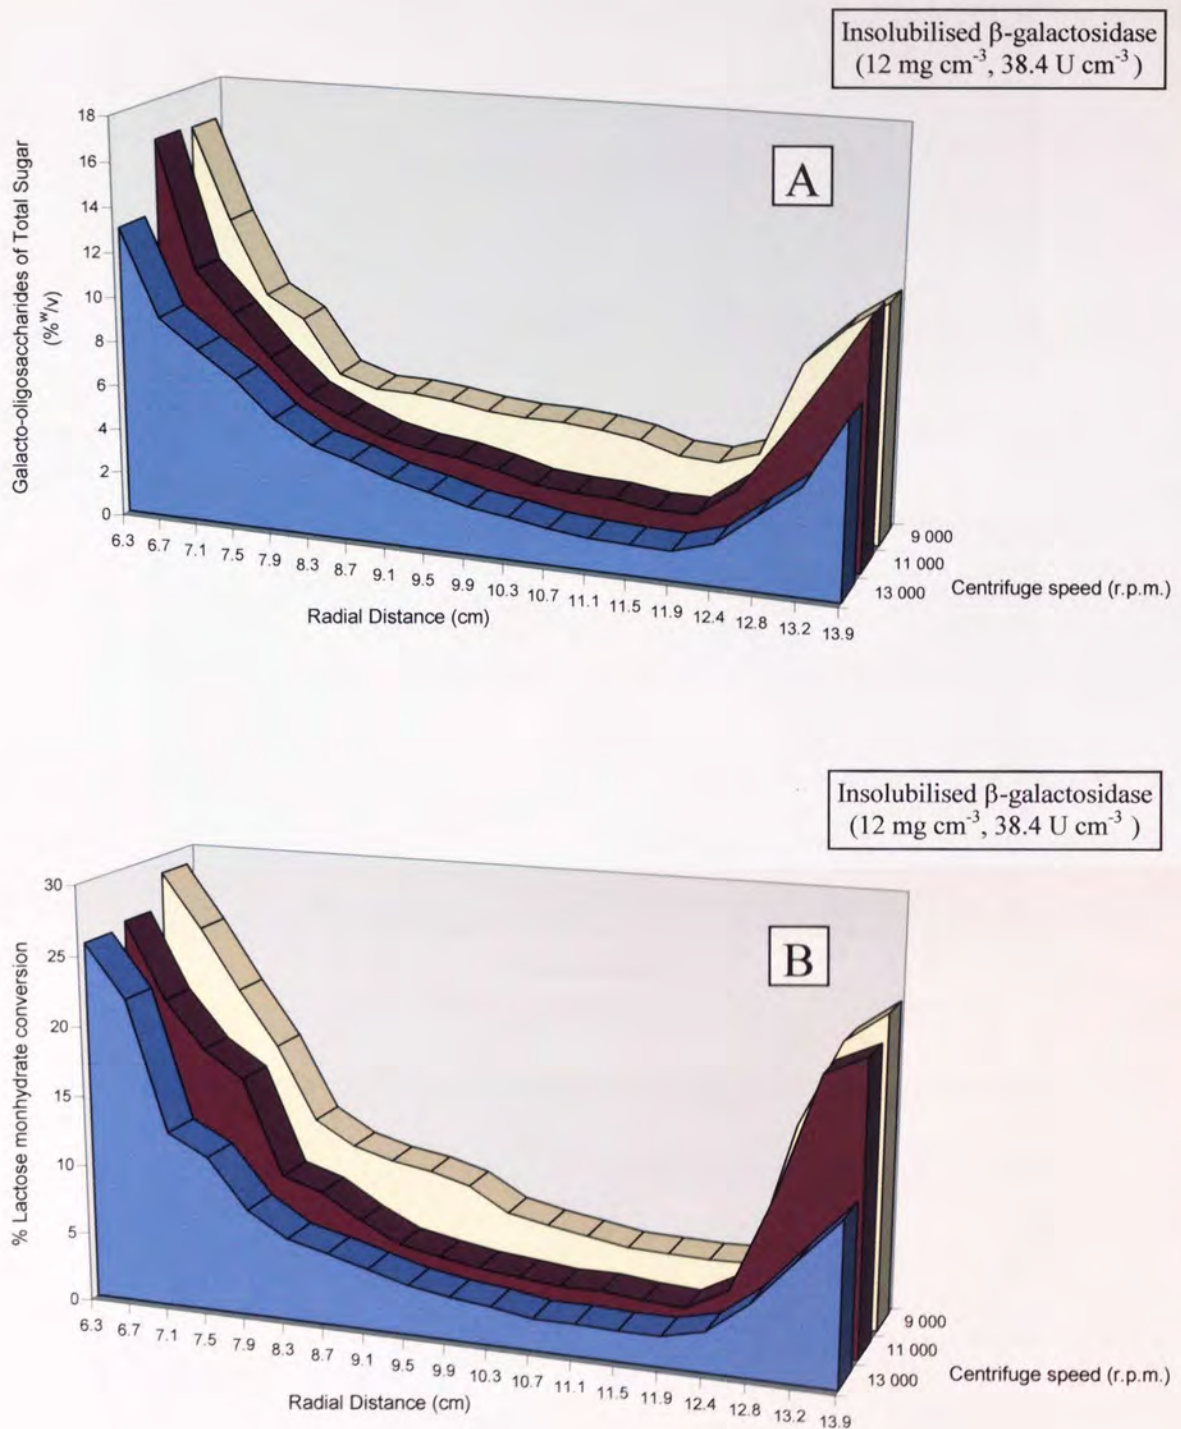 Insolubilised β-galactosidase
(12 mg cm⁻³, 38.4 U cm⁻³ )
A
Galacto-oligosaccharides of Total Sugar
(%ʷ/v)
18
16
14
12
10
8
6
4
2
0
6.3 6.7 7.1 7.5 7.9 8.3 8.7 9.1 9.5 9.9 10.3 10.7 11.1 11.5 11.9 12.4 12.8 13.2 13.9
Radial Distance (cm)
9 000
11 000
13 000
Centrifuge speed (r.p.m.)
Insolubilised β-galactosidase
(12 mg cm⁻³, 38.4 U cm⁻³ )
B
% Lactose monhydrate conversion
30
25
20
15
10
5
0
6.3 6.7 7.1 7.5 7.9 8.3 8.7 9.1 9.5 9.9 10.3 10.7 11.1 11.5 11.9 12.4 12.8 13.2 13.9
Radial Distance (cm)
9 000
11 000
13 000
Centrifuge speed (r.p.m.)